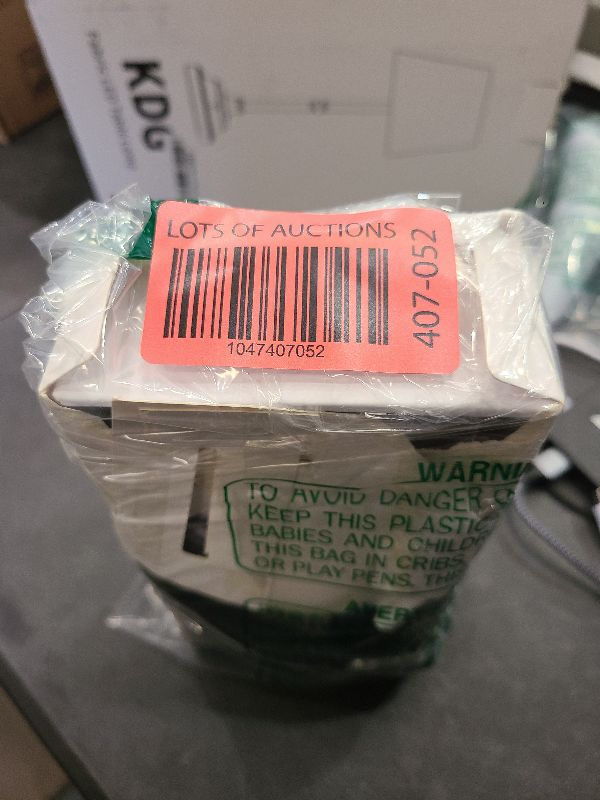 KDG
LOTS OF AUCTIONS
407-052
1047407052
WARNI
TO AVOID DANGER O
KEEP THIS PLASTIC
BABIES AND CHILD
THIS BAG IN CRIBS
OR PLAY PENS. THI